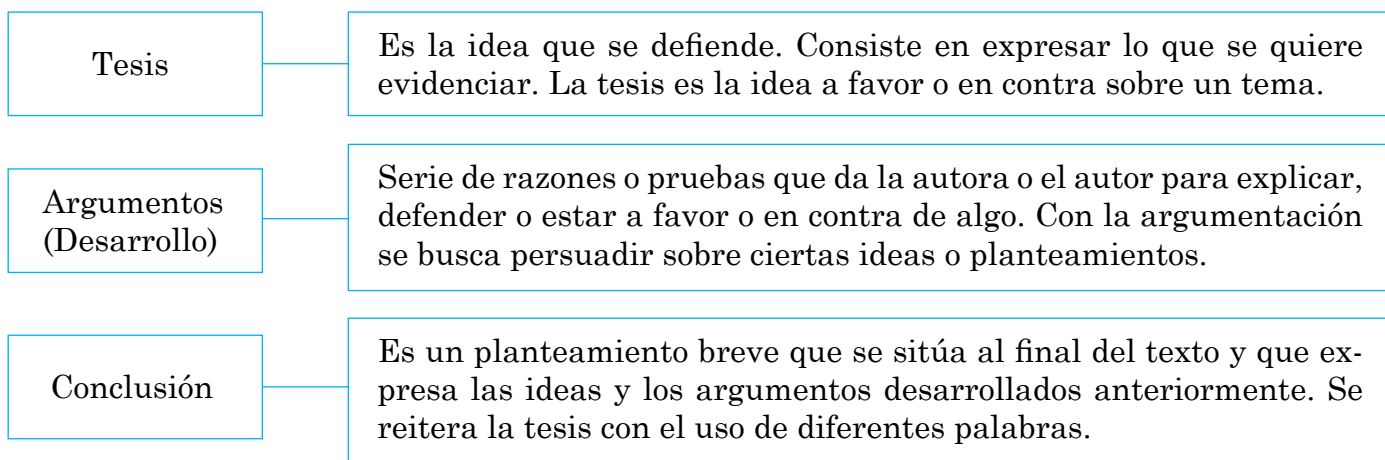 Tesis
Es la idea que se defiende. Consiste en expresar lo que se quiere
evidenciar. La tesis es la idea a favor o en contra sobre un tema.
Argumentos
(Desarrollo)
Serie de razones o pruebas que da la autora o el autor para explicar,
defender o estar a favor o en contra de algo. Con la argumentación
se busca persuadir sobre ciertas ideas o planteamientos.
Conclusión
Es un planteamiento breve que se sitúa al final del texto y que ex-
presa las ideas y los argumentos desarrollados anteriormente. Se
reitera la tesis con el uso de diferentes palabras.